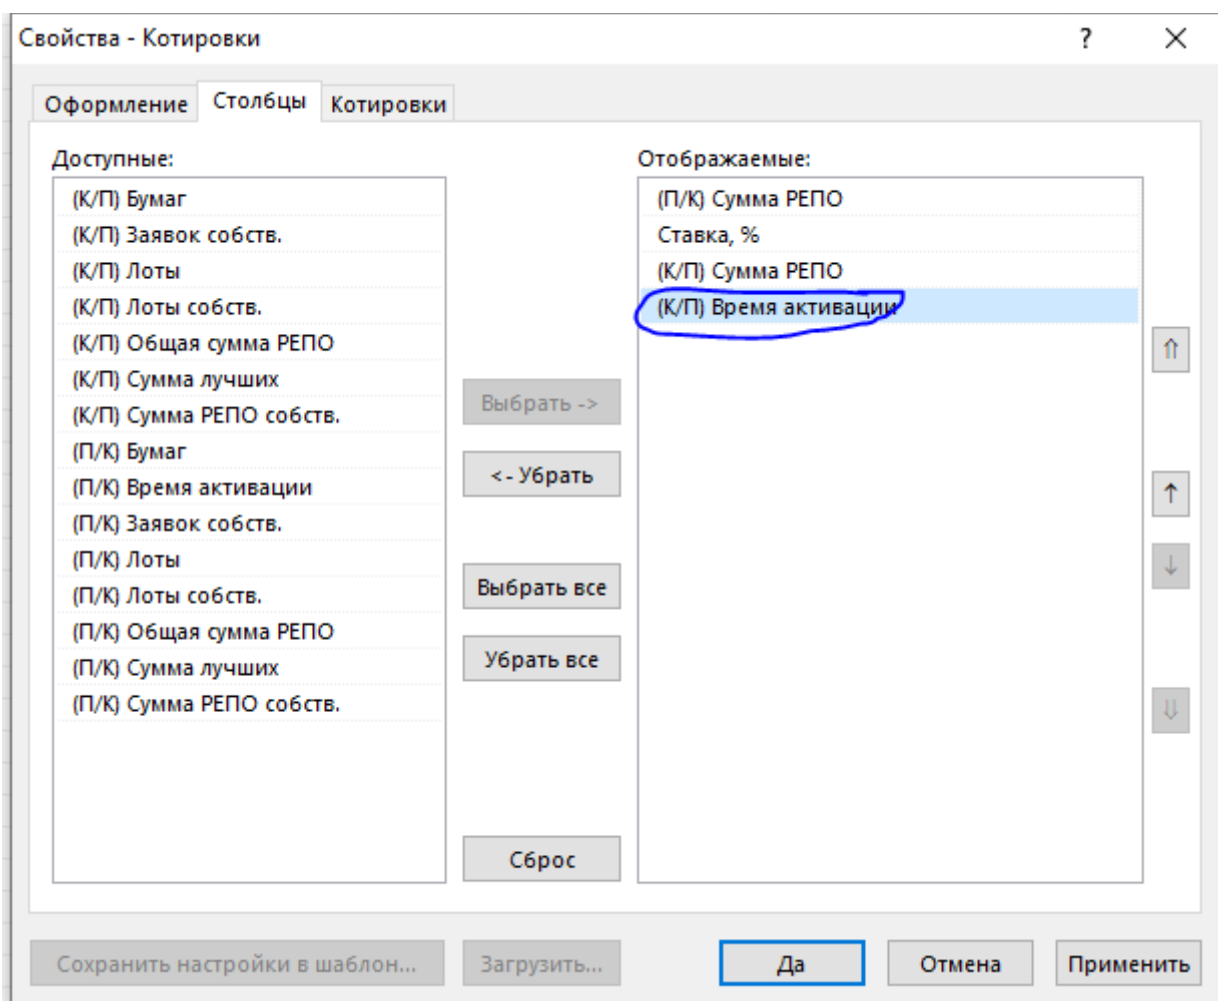 Свойства - Котировки
?
Оформление
Столбцы
Котировки
Доступные:
(К/П) Бумаг
(К/П) Заявок собств.
(К/П) Лоты
(К/П) Лоты собств.
(К/П) Общая сумма РЕПО
(К/П) Сумма лучших
(К/П) Сумма РЕПО собств.
(П/К) Бумаг
(П/К) Время активации
(П/К) Заявок собств.
(П/К) Лоты
(П/К) Лоты собств.
(П/К) Общая сумма РЕПО
(П/К) Сумма лучших
(П/К) Сумма РЕПО собств.
Выбрать ->
<- Убрать
Выбрать все
Убрать все
Сброс
Отображаемые:
(П/К) Сумма РЕПО
Ставка, %
(К/П) Сумма РЕПО
(К/П) Время активации
Сохранить настройки в шаблон...
Загрузить...
Да
Отмена
Применить